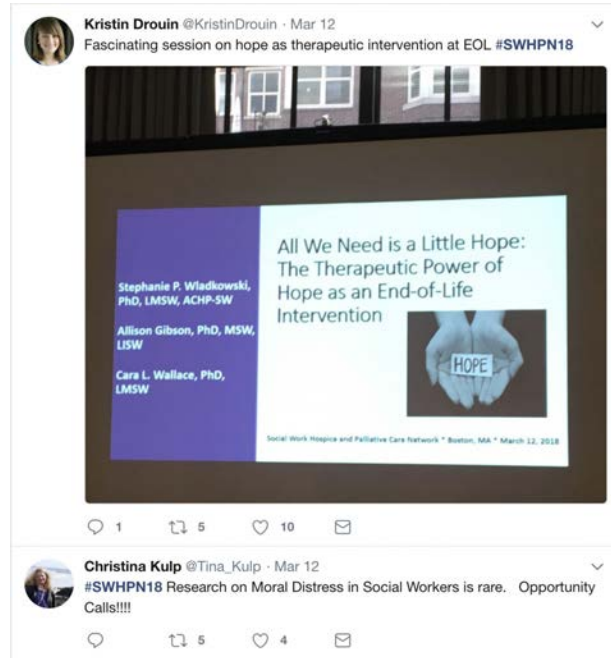 Kristin Drouin @KristinDrouin · Mar 12
Fascinating session on hope as therapeutic intervention at EOL #SWHPN18
All We Need is a Little Hope:
The Therapeutic Power of
Hope as an End-of-Life
Intervention
Stephanie P. Wladkowski,
PhD, LMSW, ACHP-SW
Allison Gibson, PhD, MSW,
LISW
Cara L. Wallace, PhD,
LMSW
HOPE
Social Work Hospice and Palliative Care Network * Boston, MA * March 12, 2018
1 5 10
Christina Kulp @Tina_Kulp · Mar 12
#SWHPN18 Research on Moral Distress in Social Workers is rare. Opportunity
Calls!!!!
5 4